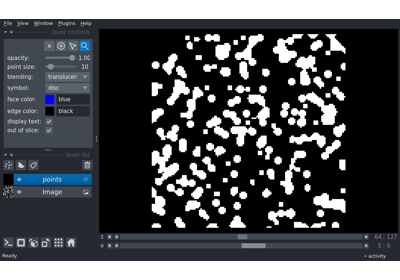 File View Window Plugins Help
layer controls
opacity: 1.00
point size: 10
blending: translucen
symbol: disc
face color: blue
edge color: black
display text:
out of slice:
layer list
points
Image
2 64 127
0 5 9
Ready activity